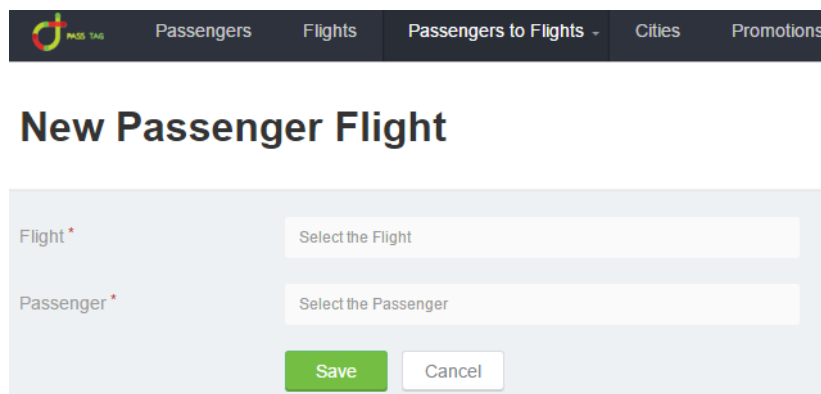 PASS TAG Passengers Flights Passengers to Flights Cities Promotions
New Passenger Flight
Flight * Select the Flight
Passenger * Select the Passenger
Save Cancel